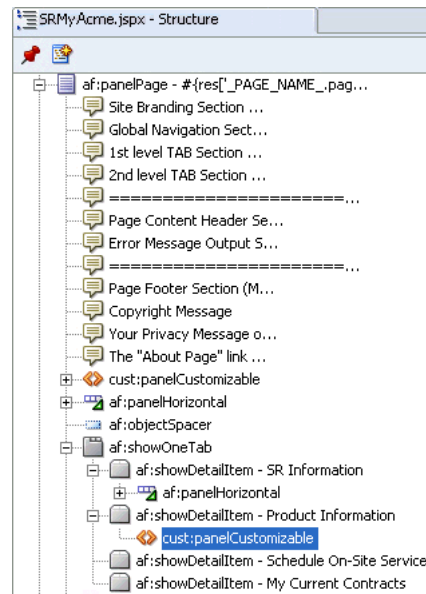 SRMyAcme.jspx - Structure
af:panelPage - #{res['_PAGE_NAME_.pag...
Site Branding Section ...
Global Navigation Sect...
1st level TAB Section ...
2nd level TAB Section ...
========================...
Page Content Header Se...
Error Message Output S...
========================...
Page Footer Section (M...
Copyright Message
Your Privacy Message o...
The "About Page" link ...
cust:panelCustomizable
af:panelHorizontal
af:objectSpacer
af:showOneTab
af:showDetailItem - SR Information
af:panelHorizontal
af:showDetailItem - Product Information
cust:panelCustomizable
af:showDetailItem - Schedule On-Site Service
af:showDetailItem - My Current Contracts